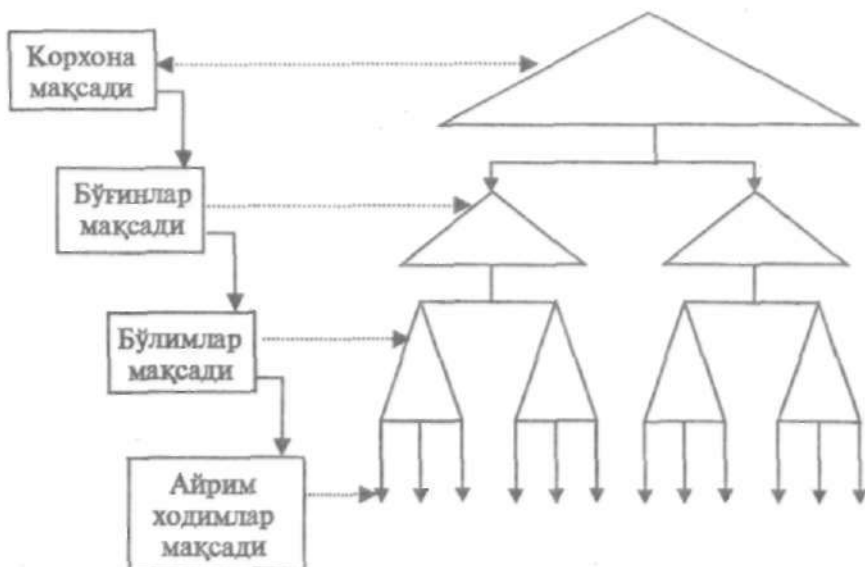 Корхона
мақсади
Бўғинлар
мақсади
Бўлимлар
мақсади
Айрим
ходимлар
мақсади